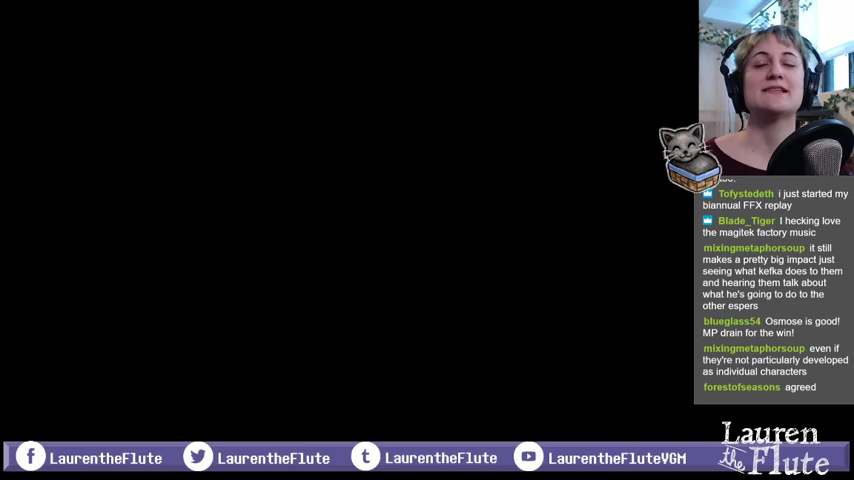 Tofystedeth i just started my
biannual FFX replay
Blade_Tiger I hecking love
the magitek factory music
mixingmetaphorsoup it still
makes a pretty big impact just
seeing what kefka does to them
and hearing them talk about
what he's going to do to the
other espers
blueglass54 Osmose is good!
MP drain for the win!
mixingmetaphorsoup even if
they're not particularly developed
as individual characters
forestofseasons agreed
LaurentheFlute
LaurentheFlute
LaurentheFlute
LaurentheFluteVGM
Lauren
the Flute